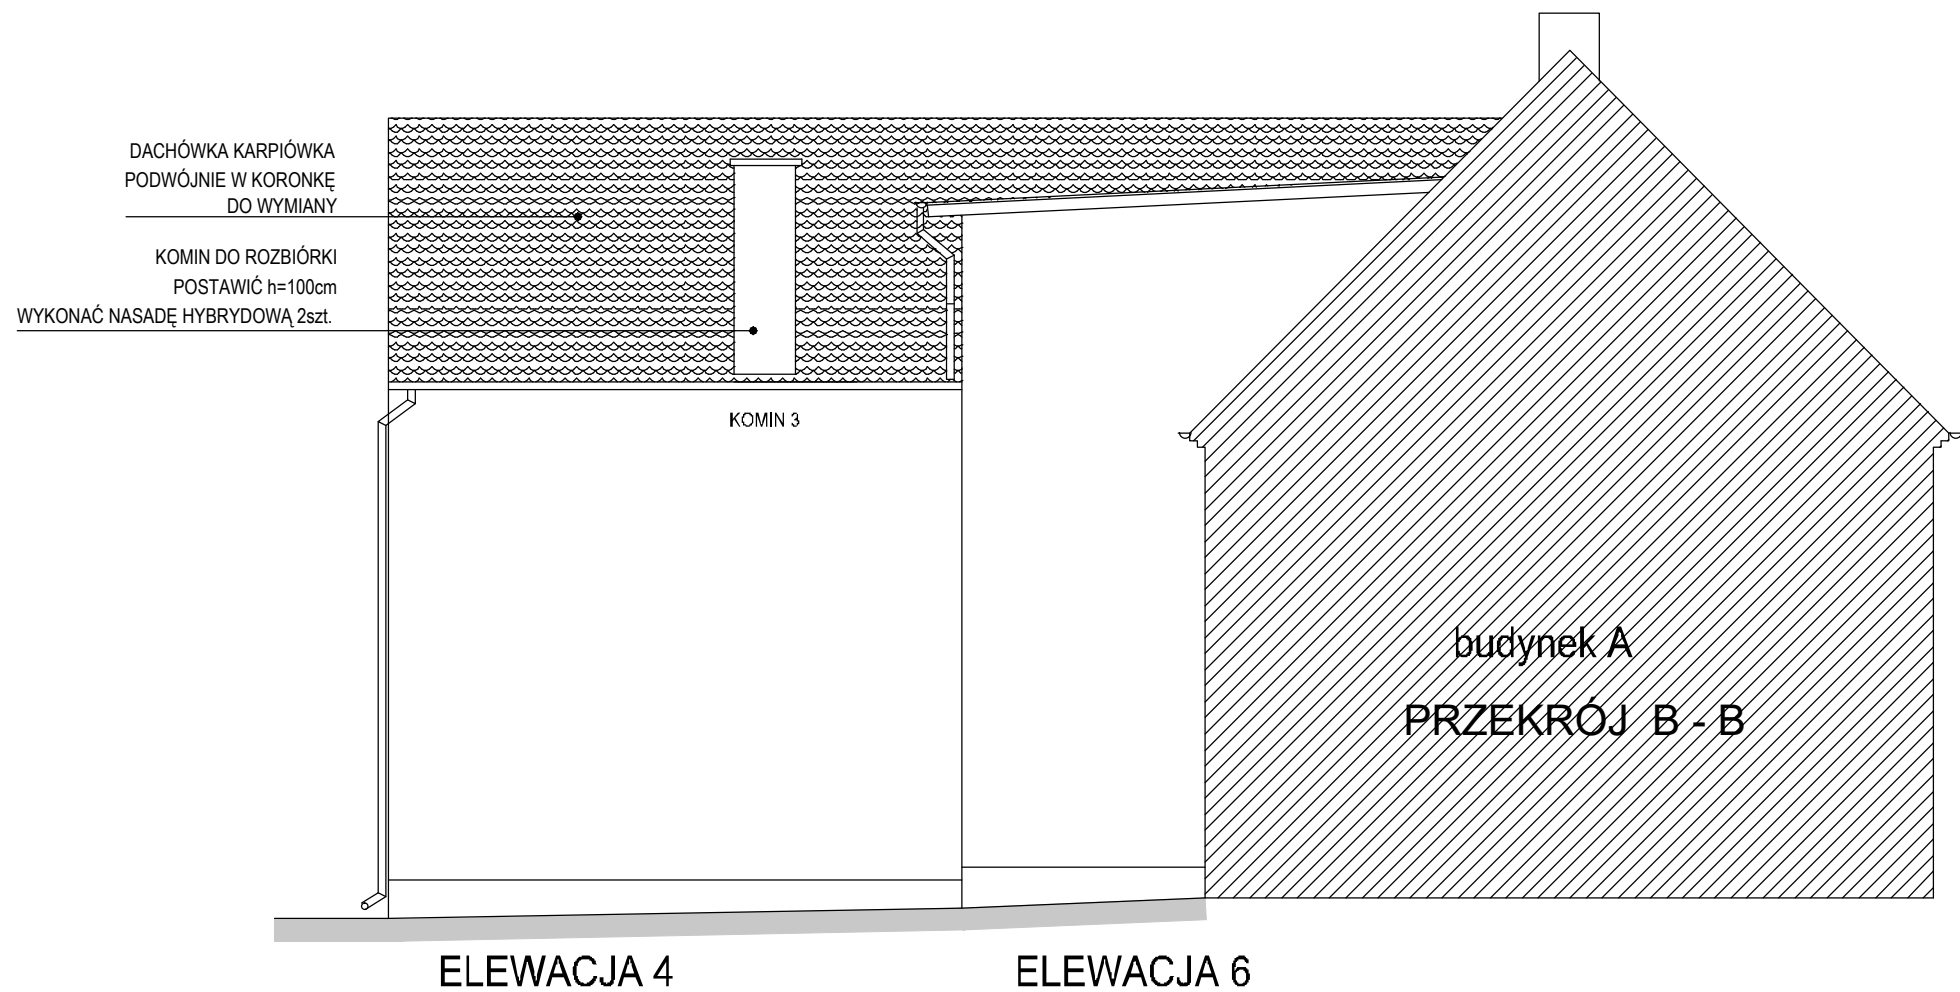 DACHÓWKA KARPIÓWKA
PODWÓJNIE W KORONKĘ
DO WYMIANY
KOMIN DO ROZBIÓRKI
POSTAWIĆ h=100cm
WYKONAĆ NASADĘ HYBRYDOWĄ 2szt.
KOMIN 3
budynek A
PRZEKRÓJ B - B
ELEWACJA 4
ELEWACJA 6